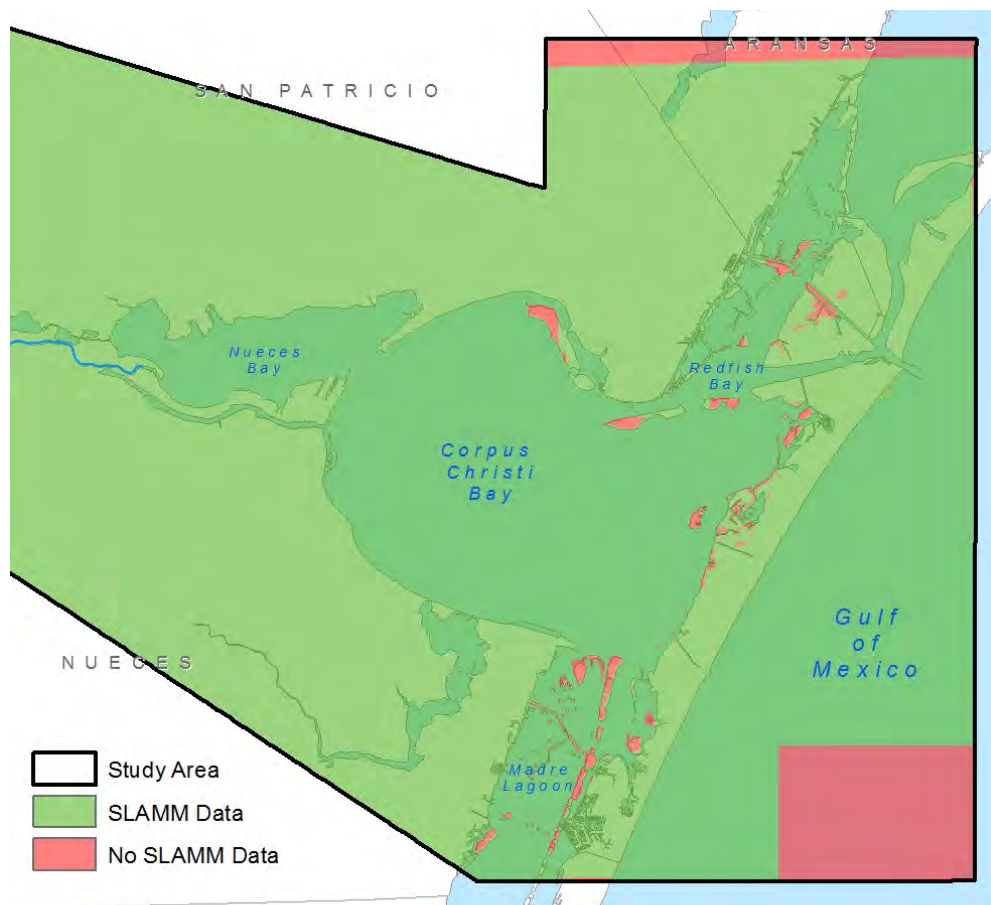 ARANSAS
SAN PATRICIO
Nueces
Bay
Redfish
Bay
Corpus
Christi
Bay
Gulf
of
Mexico
NUECES
Madre
Lagoon
Study Area
SLAMM Data
No SLAMM Data